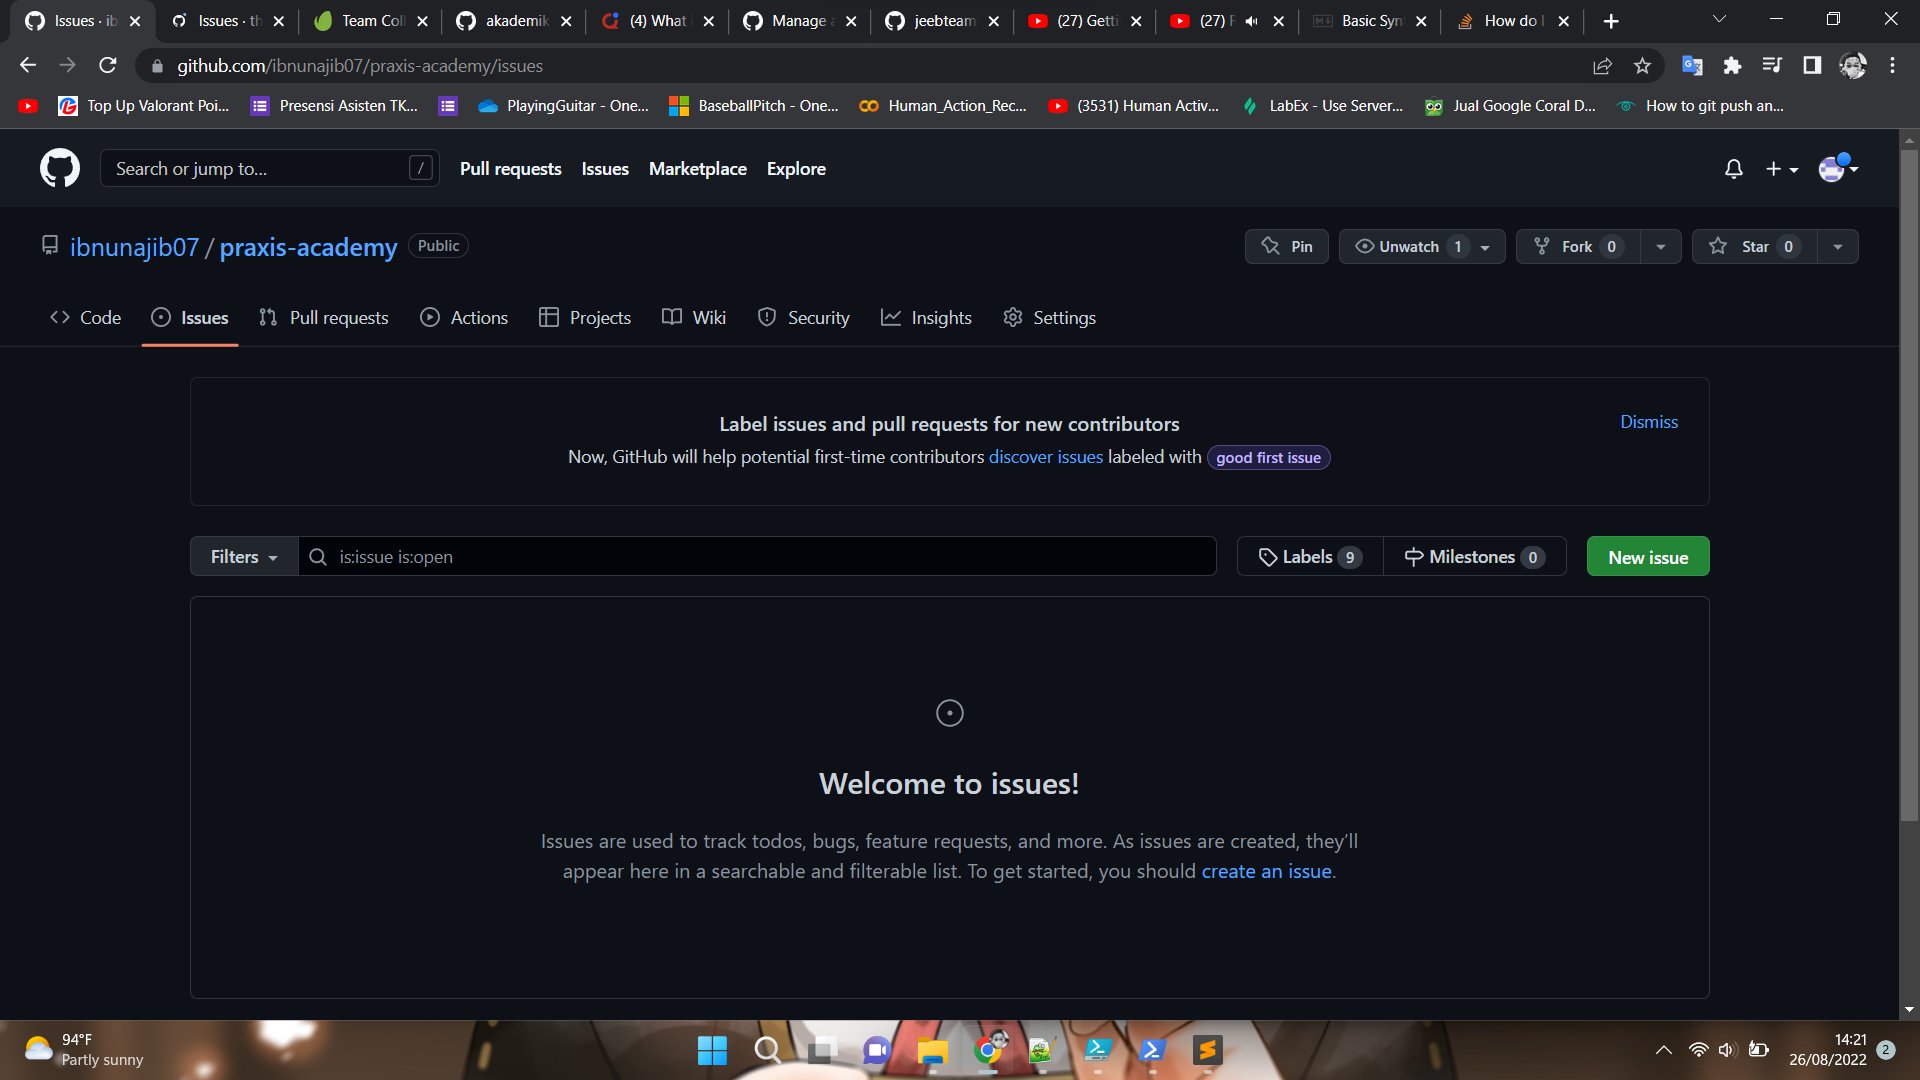 Issues · ib
Issues · th
Team Coll
akademik
(4) What i
Manage a
jeebteam
(27) Getti
(27) F
Basic Syn
How do I
github.com/ibnunajib07/praxis-academy/issues
Top Up Valorant Poi...
Presensi Asisten TK...
PlayingGuitar - One...
BaseballPitch - One...
Human_Action_Rec...
(3531) Human Activ...
LabEx - Use Server...
Jual Google Coral D...
How to git push an...
Search or jump to...
/
Pull requests
Issues
Marketplace
Explore
ibnunajib07 / praxis-academy
Public
Pin
Unwatch 1
Fork 0
Star 0
Code
Issues
Pull requests
Actions
Projects
Wiki
Security
Insights
Settings
Label issues and pull requests for new contributors
Dismiss
Now, GitHub will help potential first-time contributors discover issues labeled with good first issue
Filters
is:issue is:open
Labels 9
Milestones 0
New issue
Welcome to issues!
Issues are used to track todos, bugs, feature requests, and more. As issues are created, they’ll
appear here in a searchable and filterable list. To get started, you should create an issue.
94°F
Partly sunny
14:21
26/08/2022
2